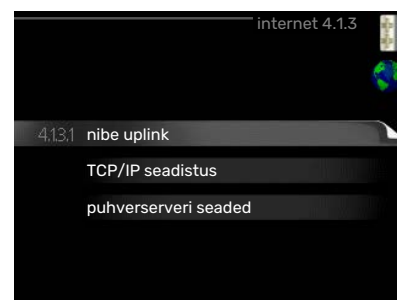 internet 4.1.3
4.1.3.1 nibe uplink
TCP/IP seadistus
puhverserveri seaded